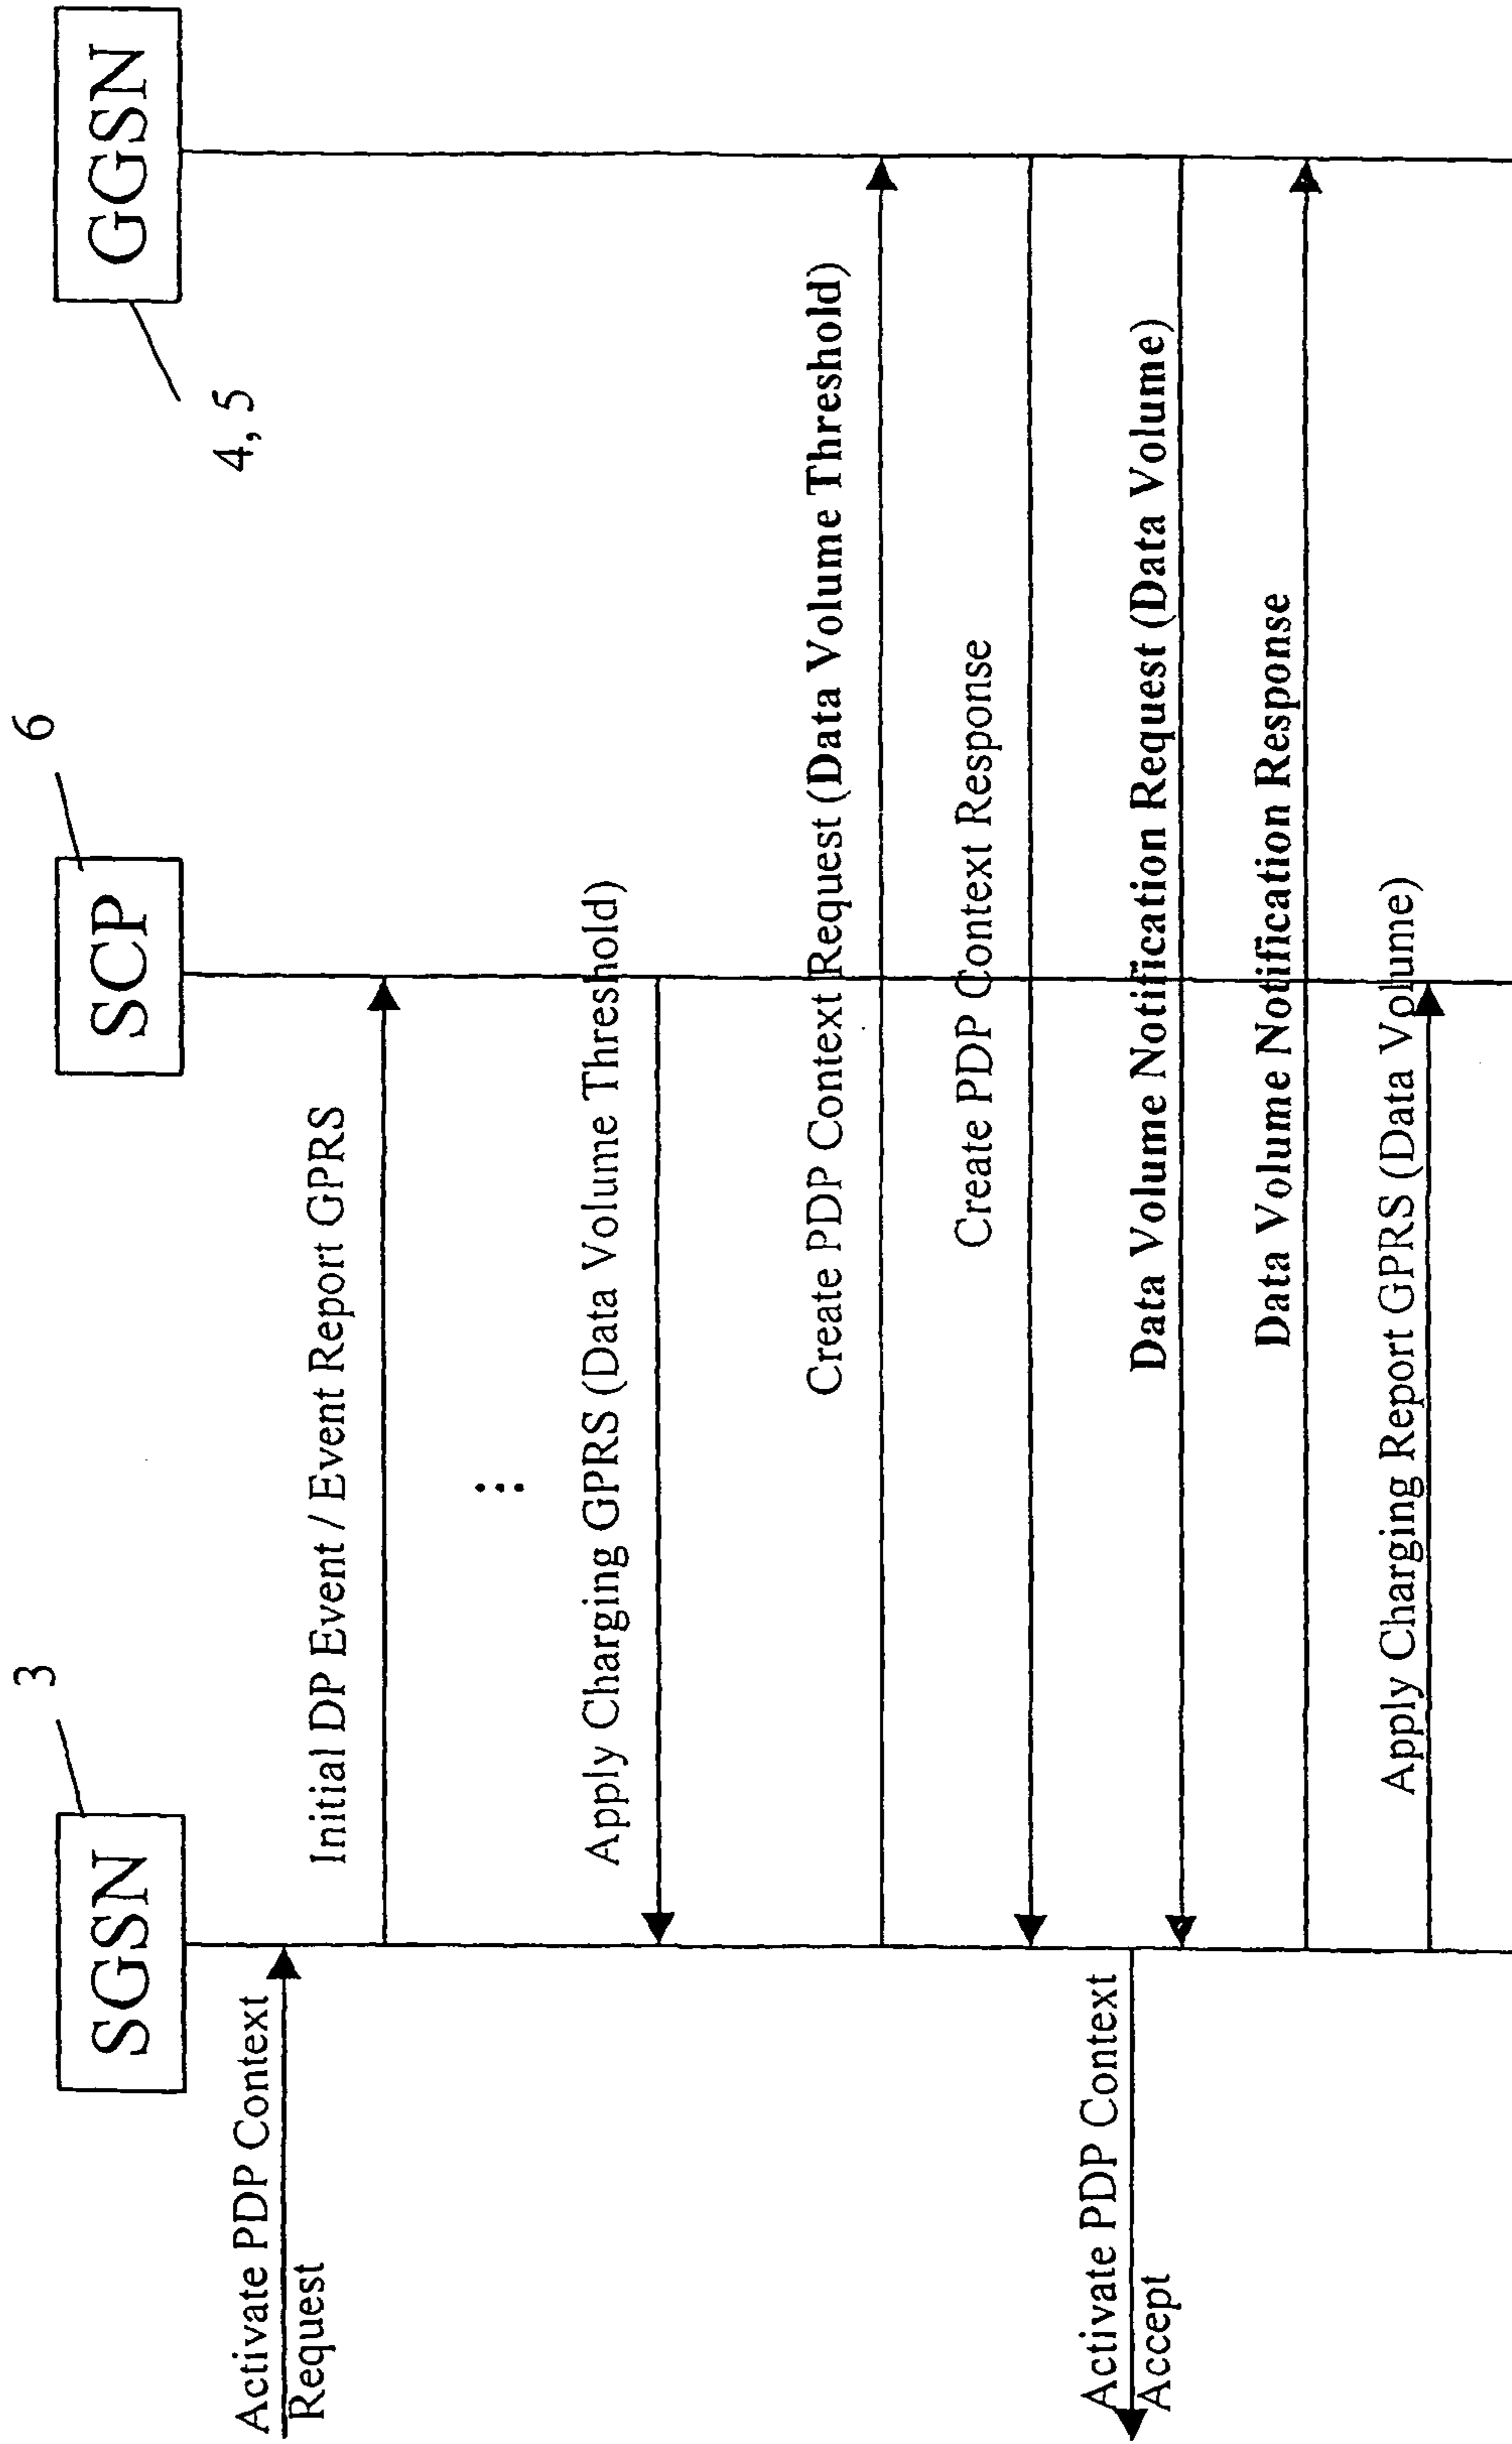 3
6
SGSN
SCP
GGSN
4, 5
Activate PDP Context
Request
Initial DP Event / Event Report GPRS
⋮
Apply Charging GPRS (Data Volume Threshold)
Create PDP Context Request (Data Volume Threshold)
Create PDP Context Response
Activate PDP Context
Accept
Data Volume Notification Request (Data Volume)
Data Volume Notification Response
Apply Charging Report GPRS (Data Volume)